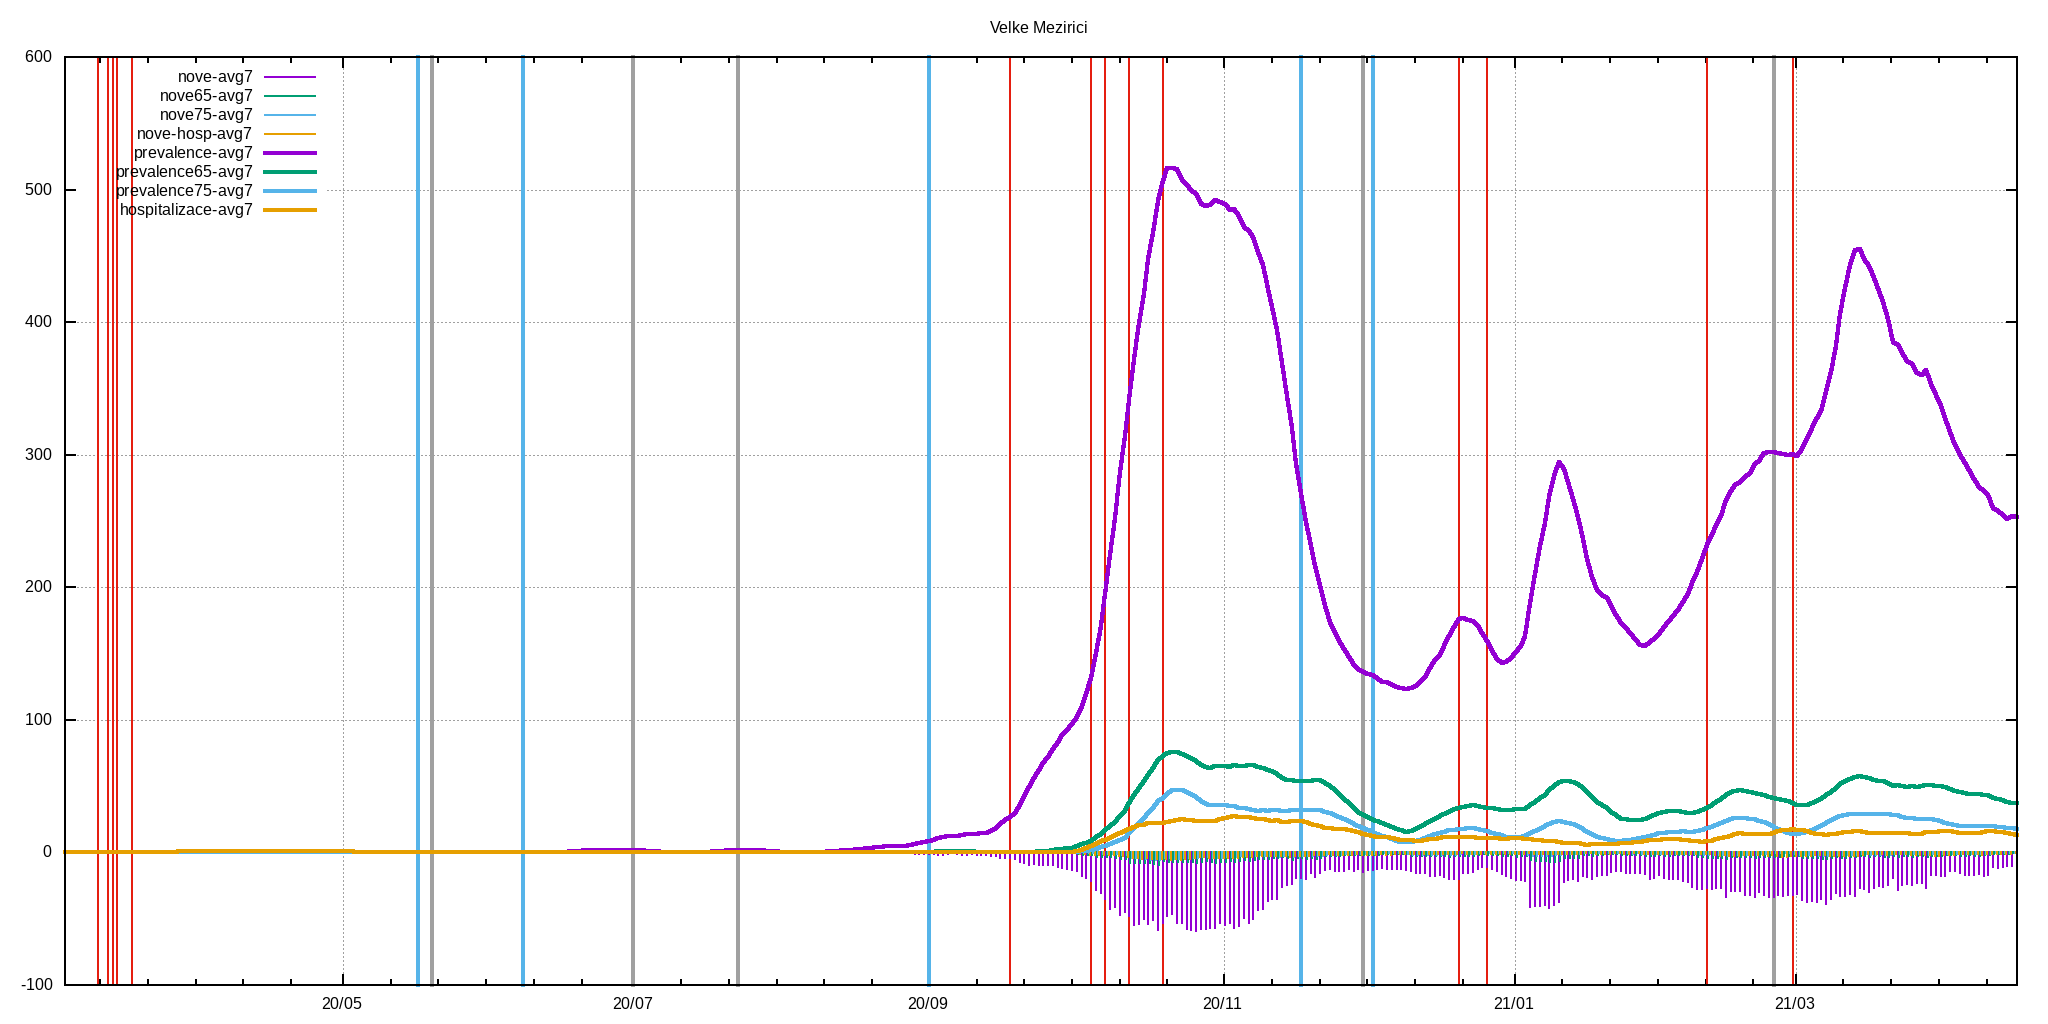 Velke Mezirici
600
500
400
300
200
100
0
-100
nove-avg7
nove65-avg7
nove75-avg7
nove-hosp-avg7
prevalence-avg7
prevalence65-avg7
prevalence75-avg7
hospitalizace-avg7
20/05 20/07 20/09 20/11 21/01 21/03